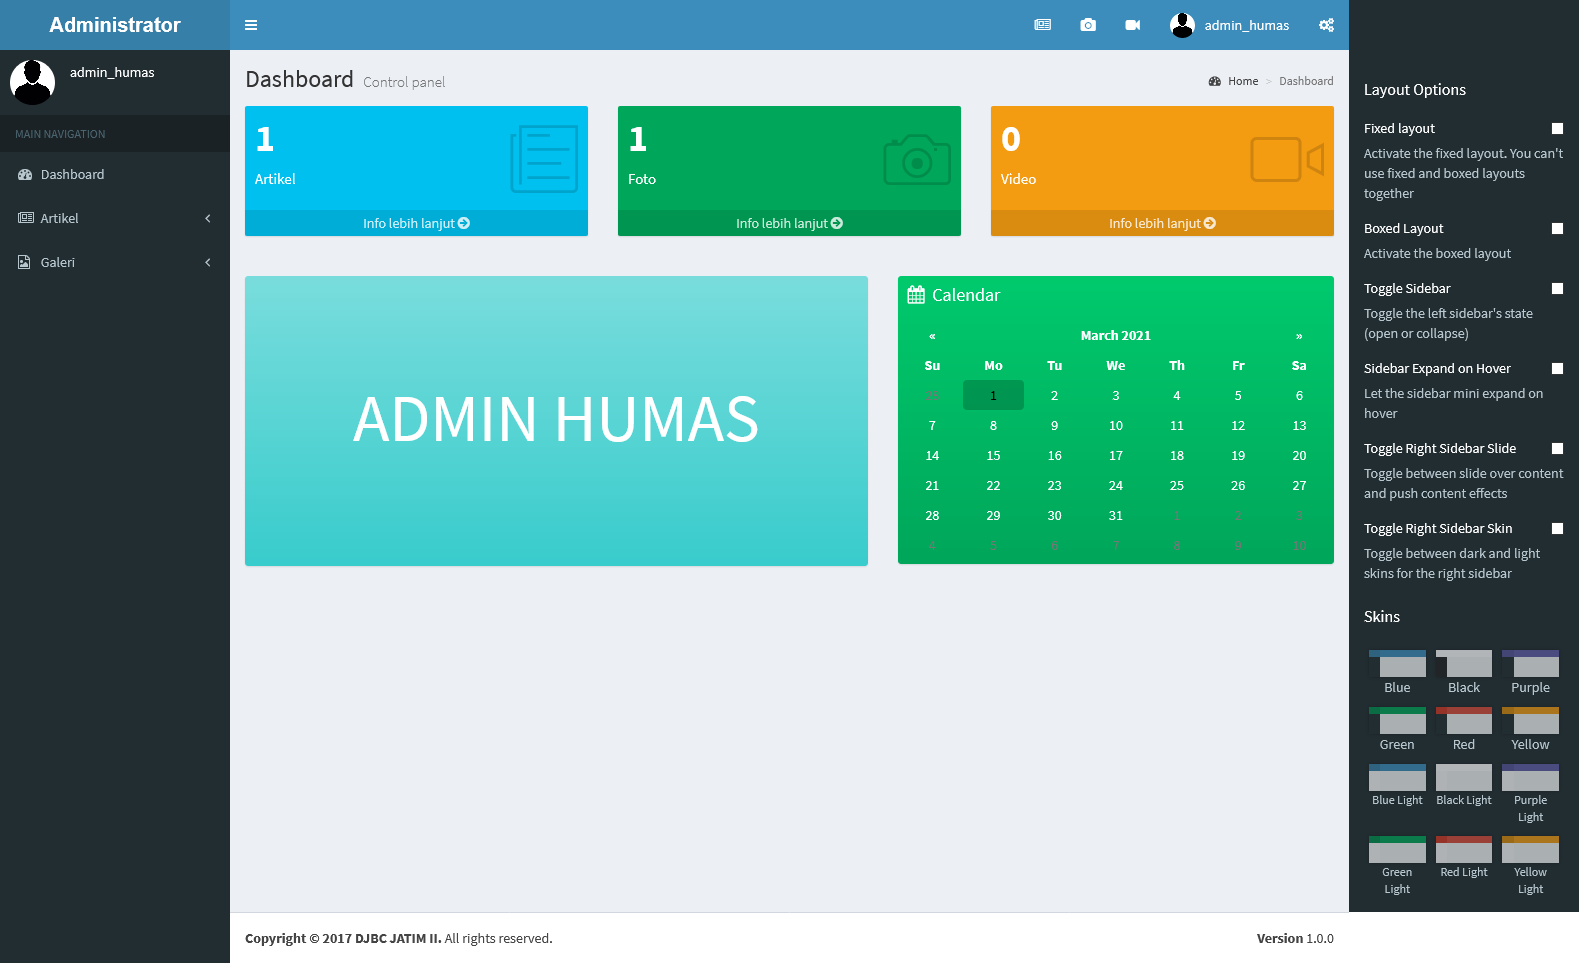 Administrator
admin_humas
admin_humas
MAIN NAVIGATION
Dashboard
Artikel
Galeri
Dashboard Control panel
Home > Dashboard
1
Artikel
Info lebih lanjut
1
Foto
Info lebih lanjut
0
Video
Info lebih lanjut
ADMIN HUMAS
Calendar
« March 2021 »
Su Mo Tu We Th Fr Sa
28 1 2 3 4 5 6
7 8 9 10 11 12 13
14 15 16 17 18 19 20
21 22 23 24 25 26 27
28 29 30 31 1 2 3
4 5 6 7 8 9 10
Layout Options
Fixed layout
Activate the fixed layout. You can't
use fixed and boxed layouts
together
Boxed Layout
Activate the boxed layout
Toggle Sidebar
Toggle the left sidebar's state
(open or collapse)
Sidebar Expand on Hover
Let the sidebar mini expand on
hover
Toggle Right Sidebar Slide
Toggle between slide over content
and push content effects
Toggle Right Sidebar Skin
Toggle between dark and light
skins for the right sidebar
Skins
Blue Black Purple
Green Red Yellow
Blue Light Black Light Purple
Light
Green Red Light Yellow
Light Light
Copyright © 2017 DJBC JATIM II. All rights reserved.
Version 1.0.0